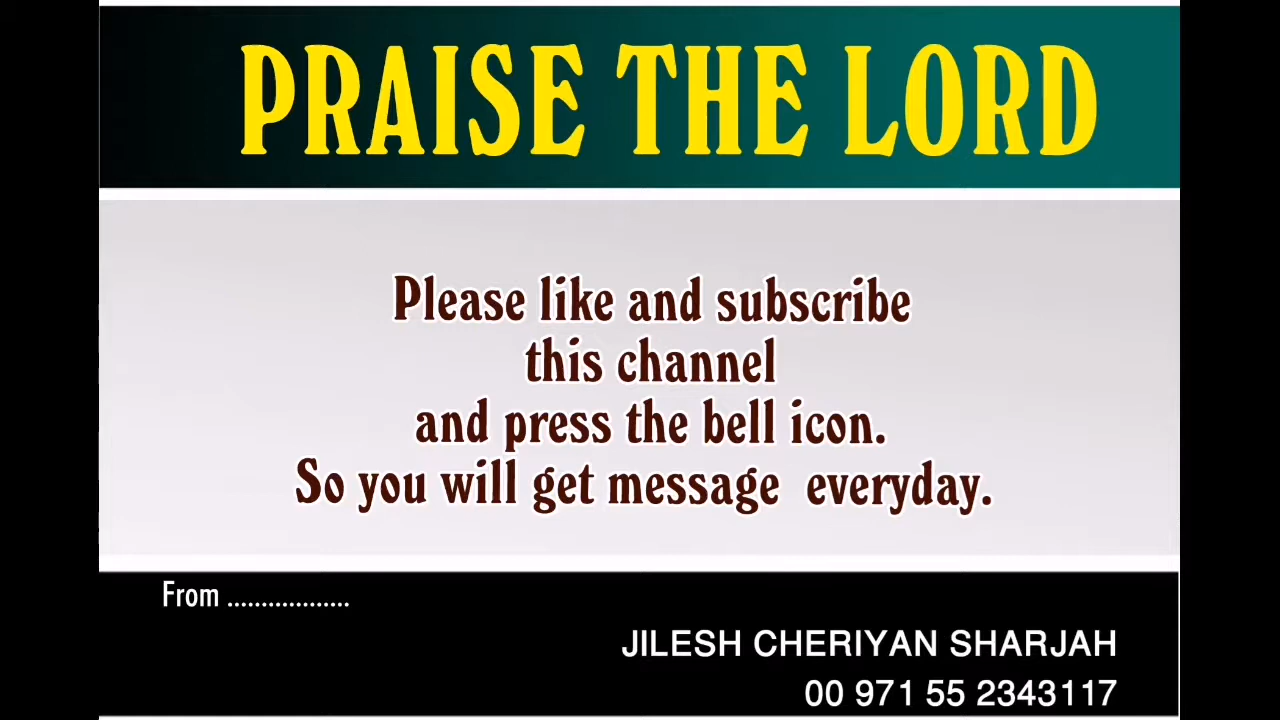 PRAISE THE LORD
Please like and subscribe
this channel
and press the bell icon.
So you will get message everyday.
From ..................
JILESH CHERIYAN SHARJAH
00 971 55 2343117